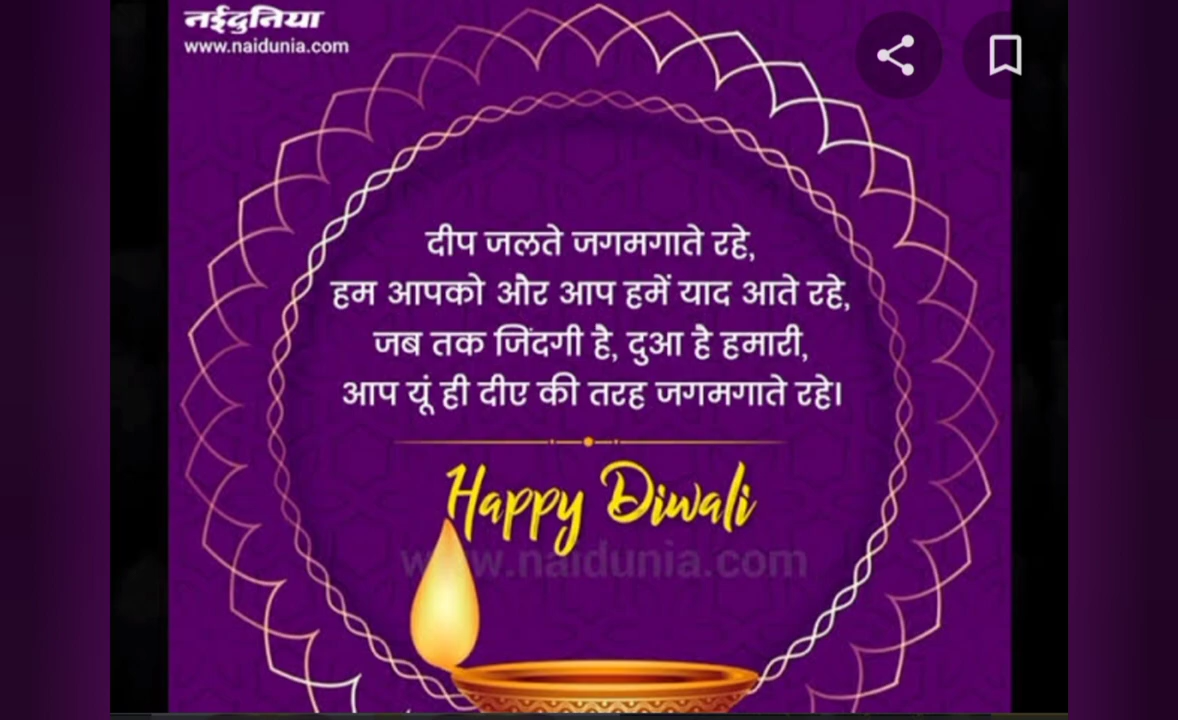 नईदुनिया
www.naidunia.com
दीप जलते जगमगाते रहे,
हम आपको और आप हमें याद आते रहे,
जब तक जिंदगी है, दुआ है हमारी,
आप यूं ही दीए की तरह जगमगाते रहे।
Happy Diwali
www.naidunia.com